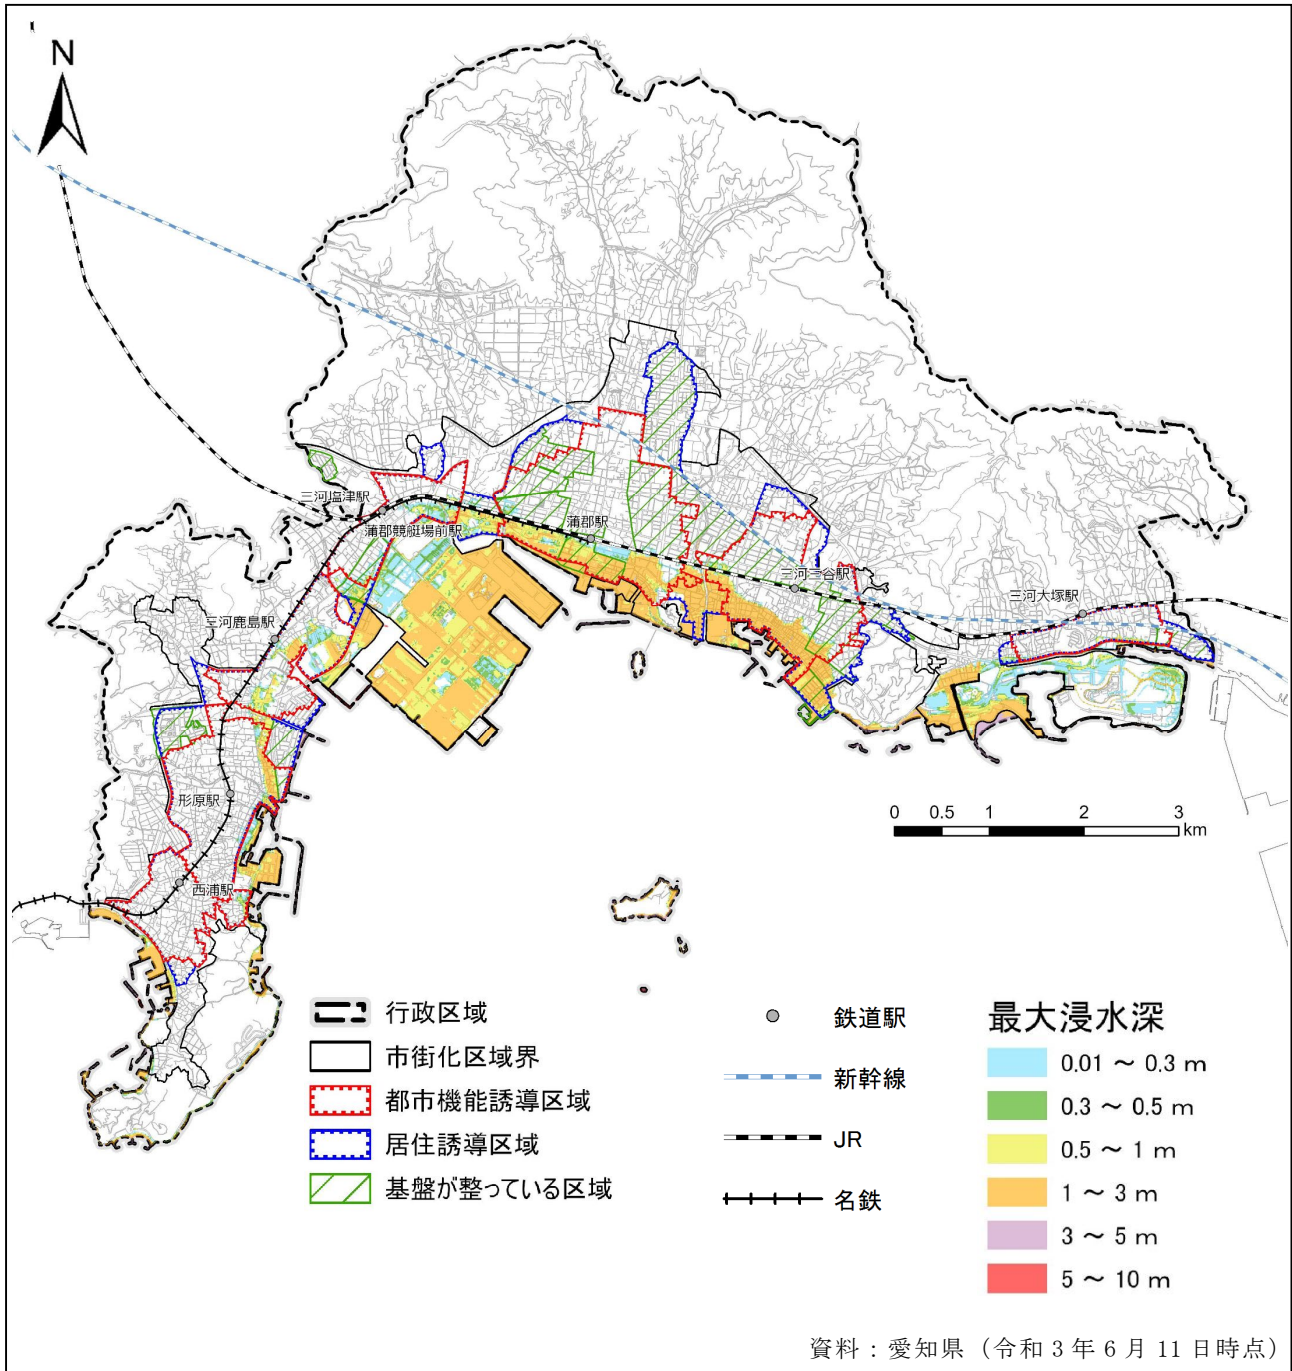 N
三河塩津駅
蒲郡競艇場前駅
蒲郡駅
三河三谷駅
三河大塚駅
三河鹿島駅
形原駅
西浦駅
0 0.5 1 2 3
km
行政区域
市街化区域界
都市機能誘導区域
居住誘導区域
基盤が整っている区域
鉄道駅
新幹線
JR
名鉄
最大浸水深
0.01 ～ 0.3 m
0.3 ～ 0.5 m
0.5 ～ 1 m
1 ～ 3 m
3 ～ 5 m
5 ～ 10 m
資料：愛知県（令和 3 年 6 月 11 日時点）